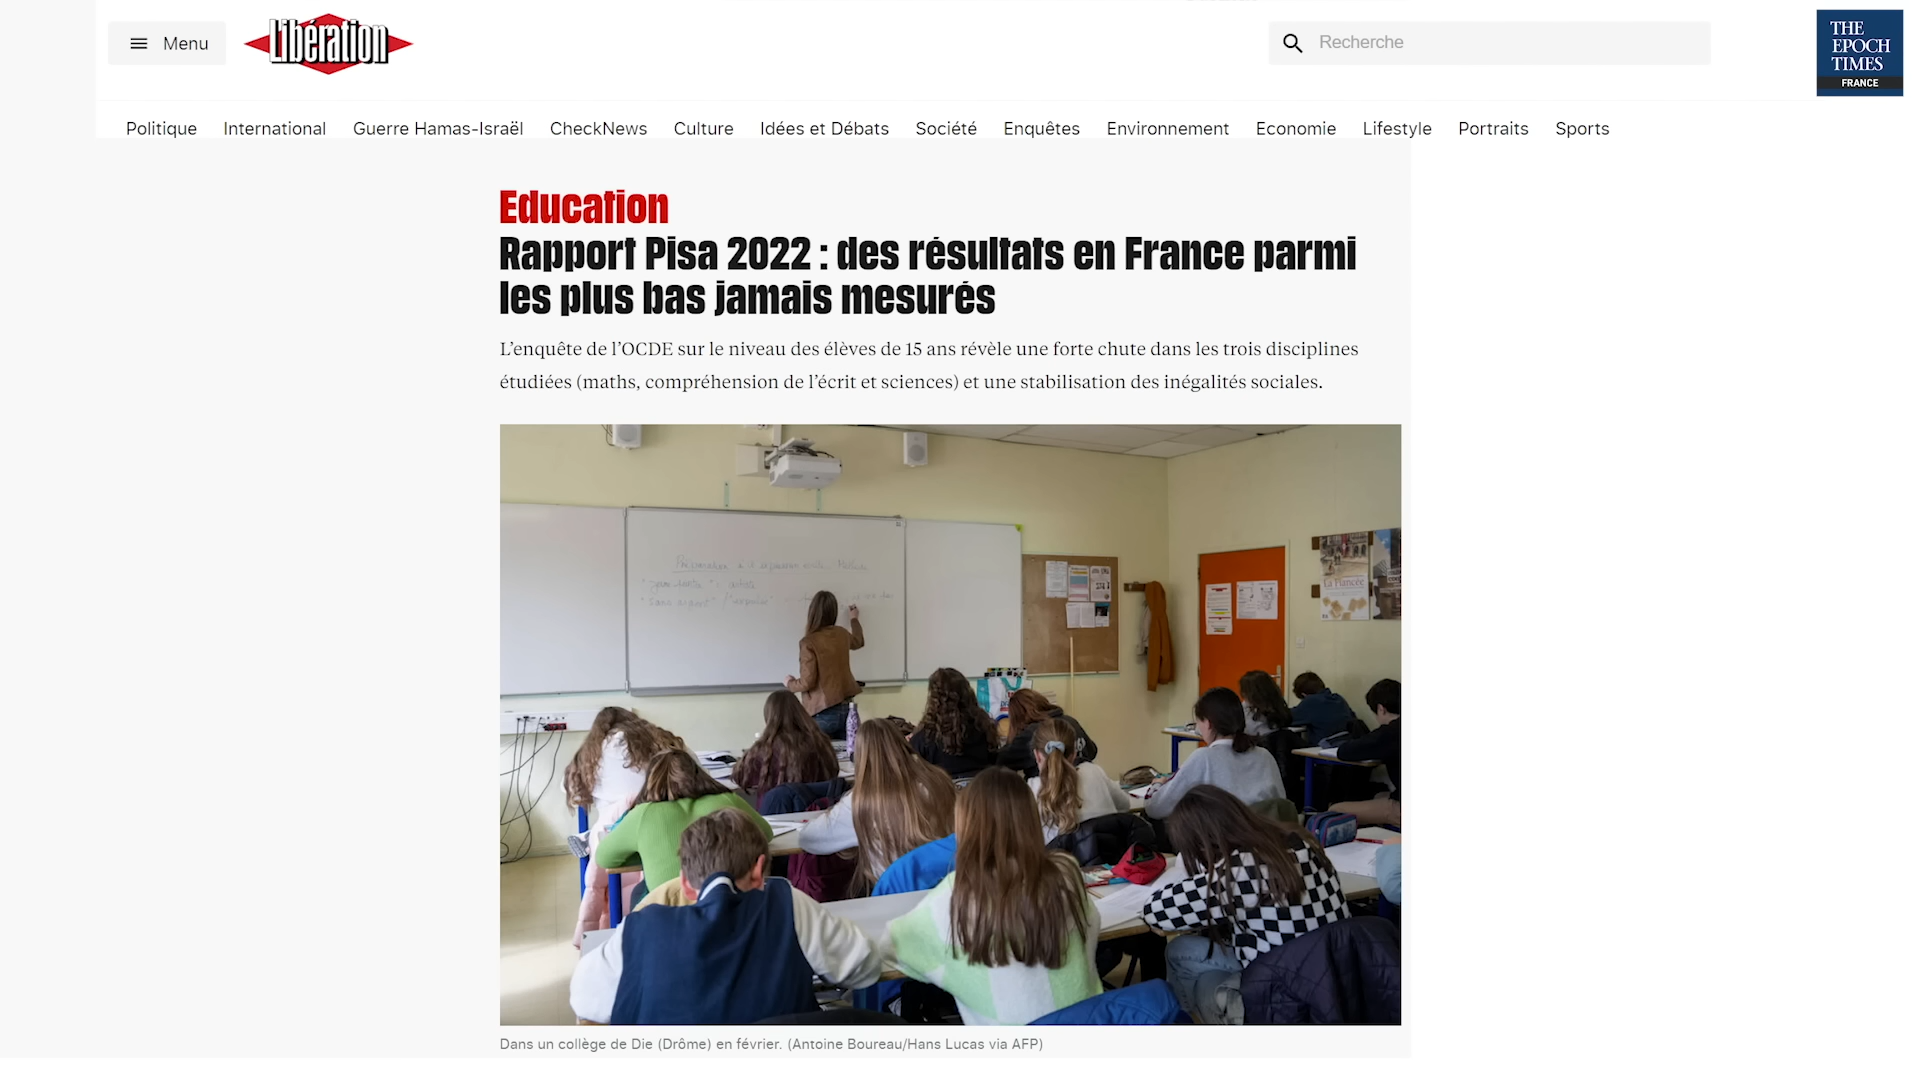 Menu
Libération
Recherche
THE
EPOCH
TIMES
FRANCE
Politique International Guerre Hamas-Israël CheckNews Culture Idées et Débats Société Enquêtes Environnement Economie Lifestyle Portraits Sports
Education
Rapport Pisa 2022 : des résultats en France parmi
les plus bas jamais mesurés
L’enquête de l’OCDE sur le niveau des élèves de 15 ans révèle une forte chute dans les trois disciplines
étudiées (maths, compréhension de l’écrit et sciences) et une stabilisation des inégalités sociales.
La Fiancée
Dans un collège de Die (Drôme) en février. (Antoine Boureau/Hans Lucas via AFP)